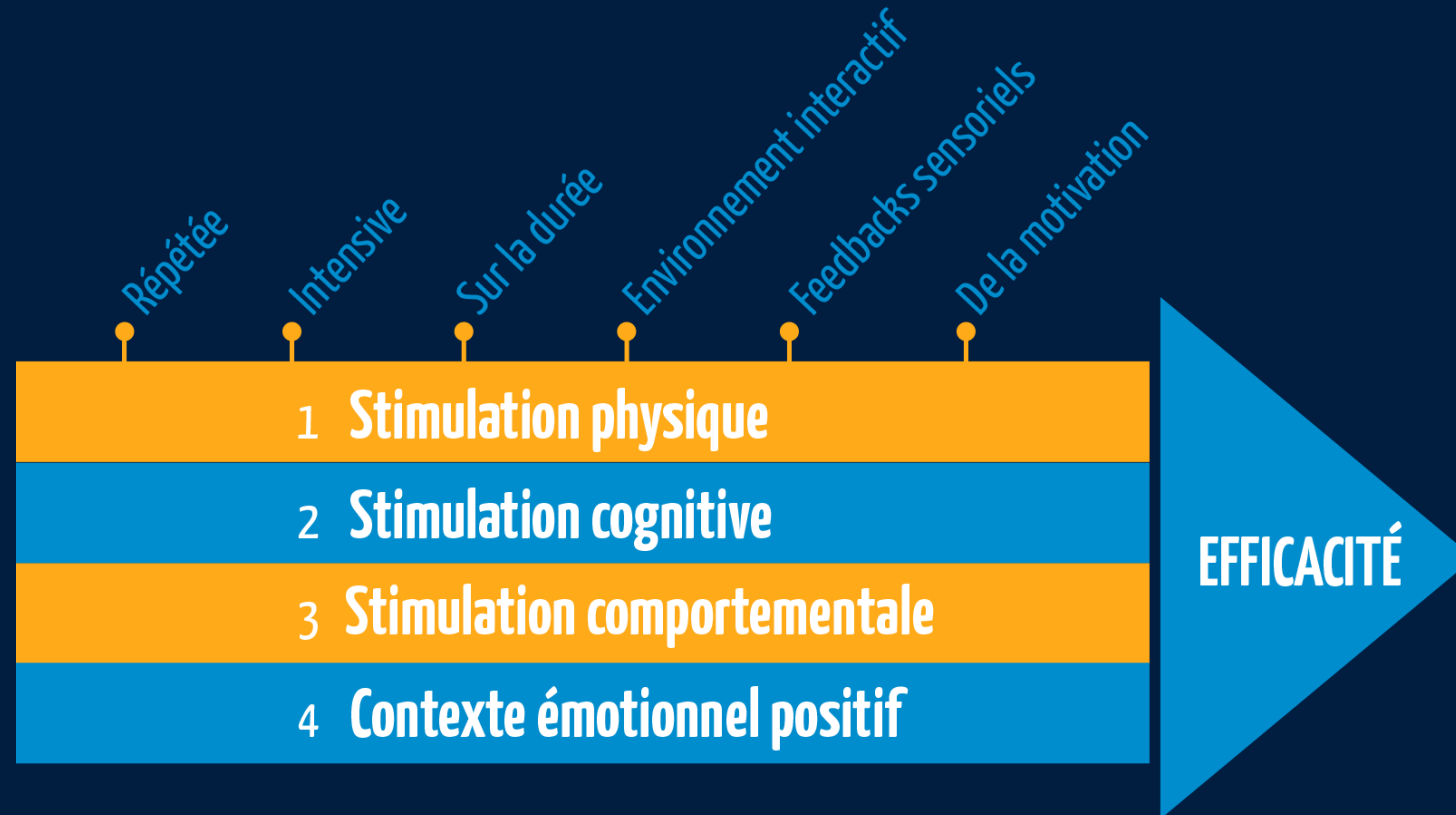 Répétée
Intensive
Sur la durée
Environnement interactif
Feedbacks sensoriels
De la motivation
1 Stimulation physique
2 Stimulation cognitive
3 Stimulation comportementale
4 Contexte émotionnel positif
EFFICACITÉ